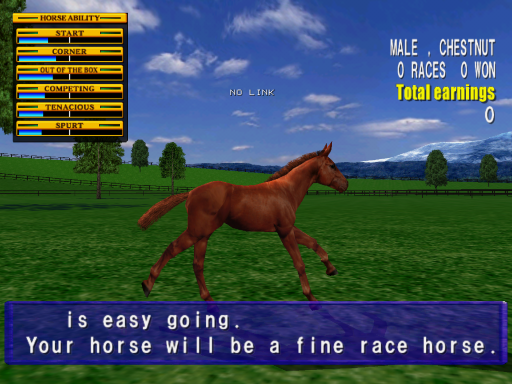 HORSE ABILITY
START
CORNER
OUT OF THE BOX
COMPETING
TENACIOUS
SPURT
NO LINK
MALE , CHESTNUT
0 RACES 0 WON
Total earnings
0
is easy going.
Your horse will be a fine race horse.